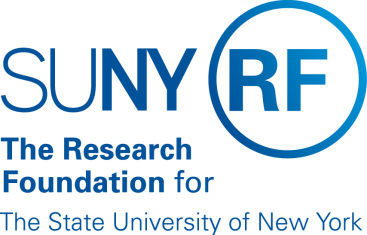 SUNY RF
The Research
Foundation for
The State University of New York